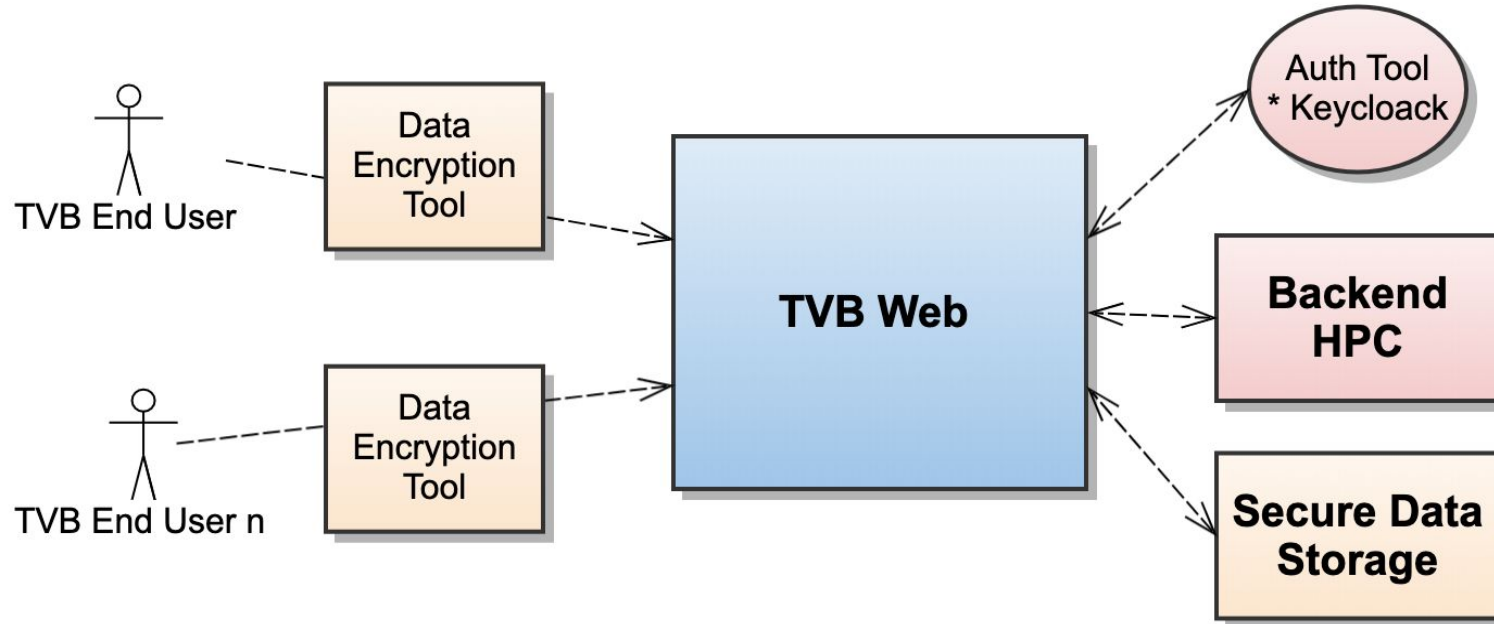 TVB End User
Data
Encryption
Tool
TVB End User n
Data
Encryption
Tool
TVB Web
Auth Tool
* Keycloack
Backend
HPC
Secure Data
Storage